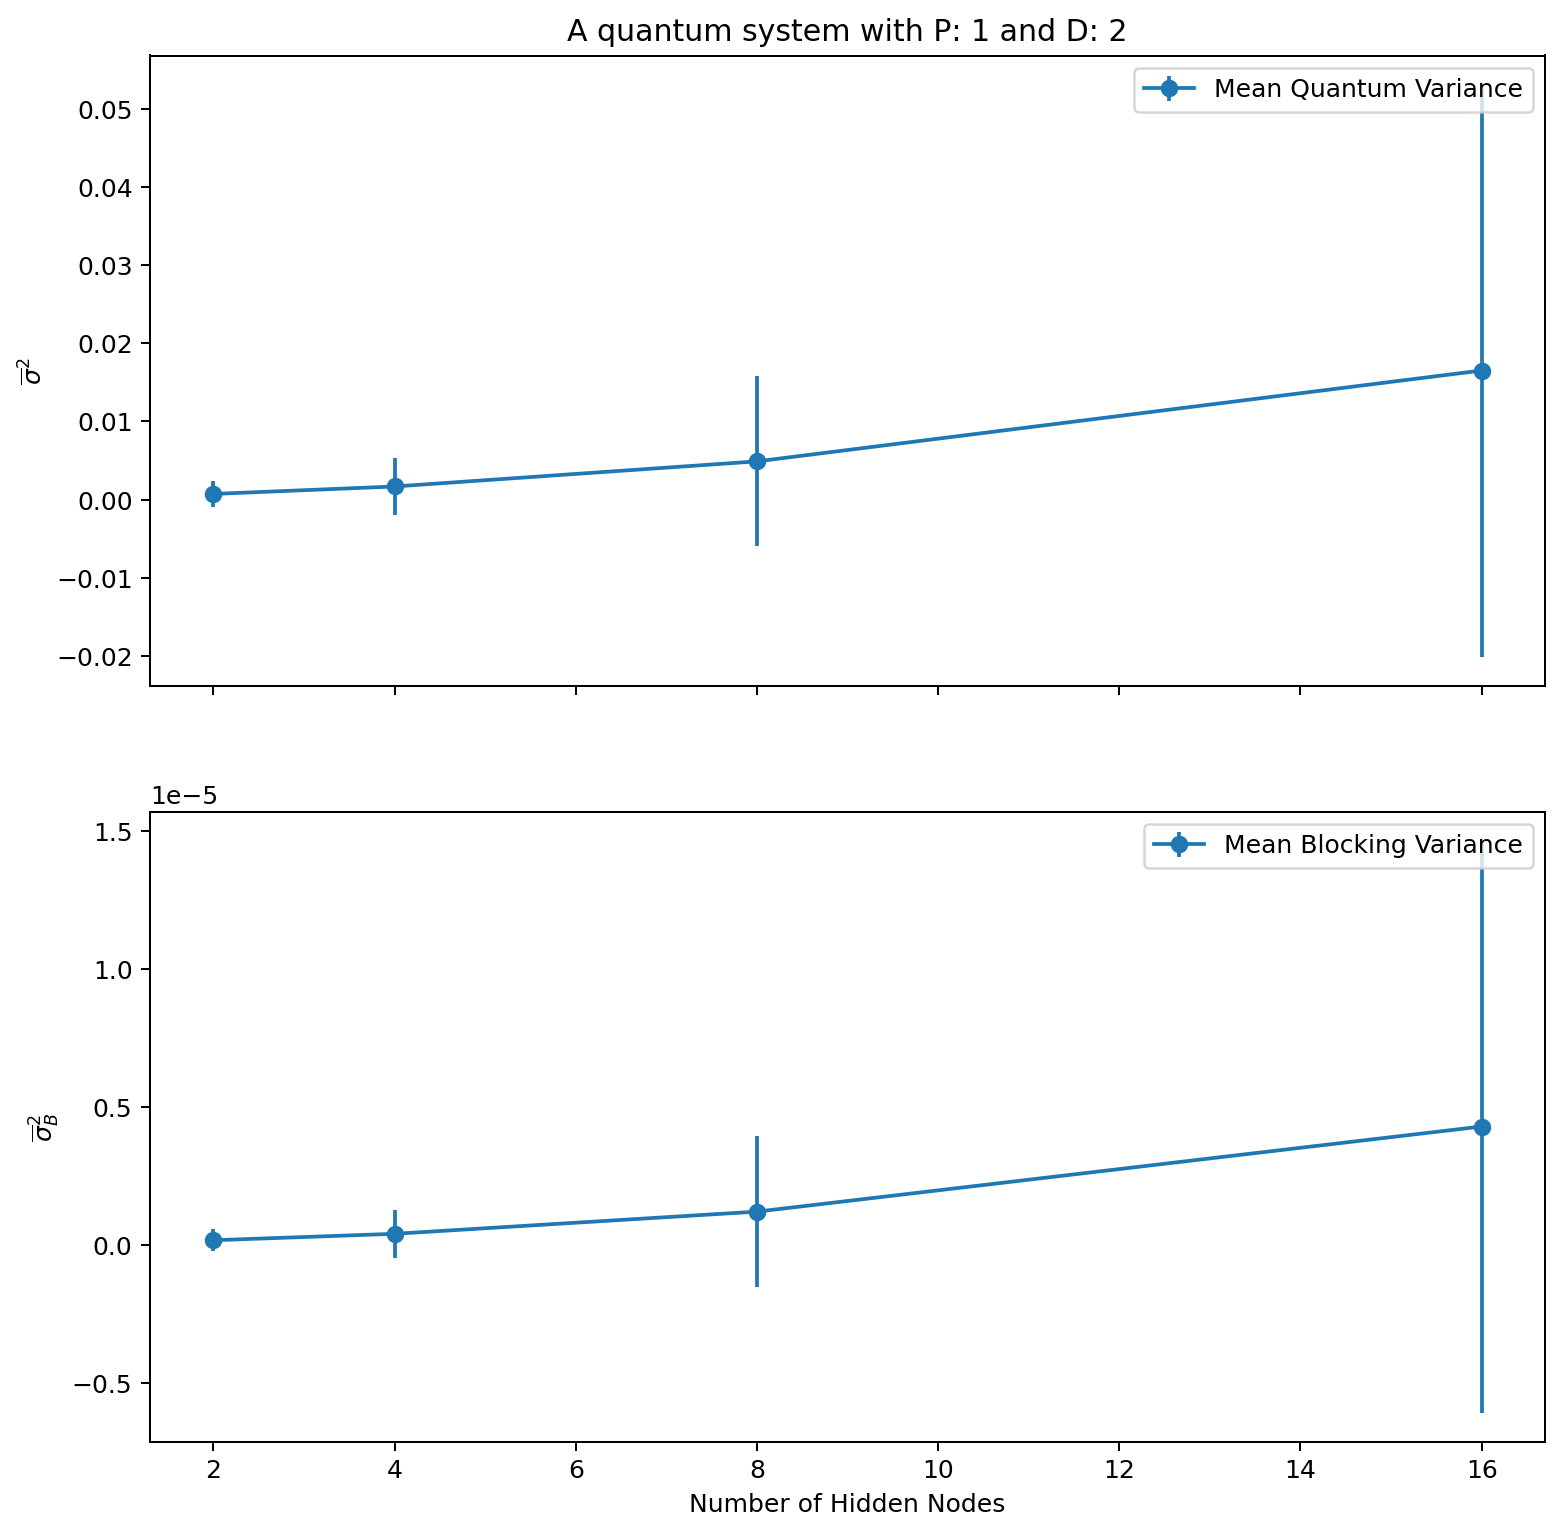 A quantum system with P: 1 and D: 2
Mean Quantum Variance
0.05
0.04
0.03
0.02
0.01
0.00
−0.01
−0.02
σ̅²
1e−5
Mean Blocking Variance
1.5
1.0
0.5
0.0
−0.5
σ̅²_B
2 4 6 8 10 12 14 16
Number of Hidden Nodes